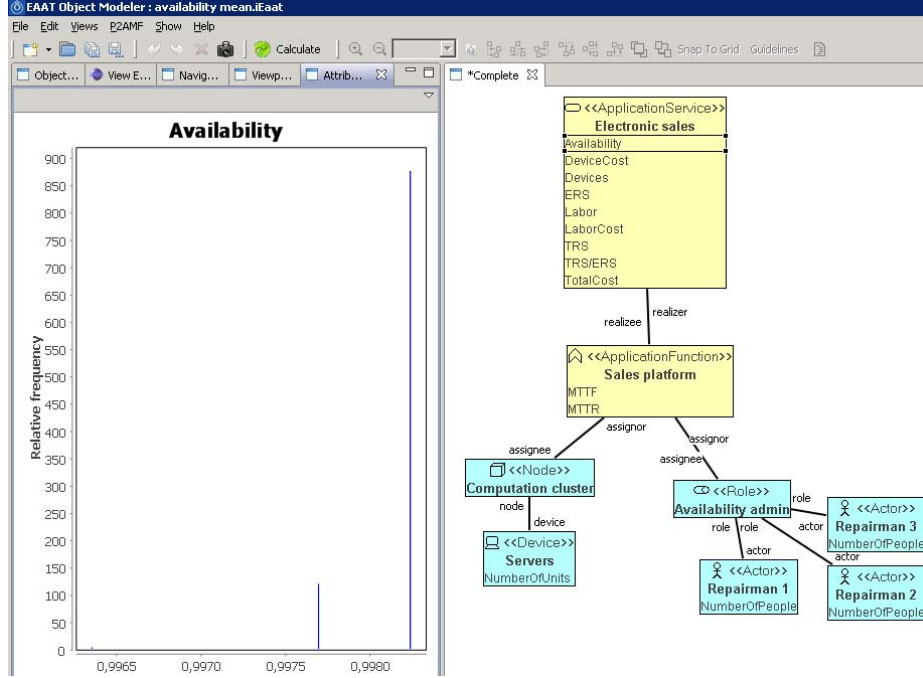 EAAT Object Modeler : availability mean.iEaat
File Edit Views P2AMF Show Help
Calculate Snap To Grid Guidelines
Object... View E... Navig... Viewp... Attrib... *Complete
Availability
Relative frequency
900
850
800
750
700
650
600
550
500
450
400
350
300
250
200
150
100
50
0
0,9965 0,9970 0,9975 0,9980
<<ApplicationService>>
Electronic sales
Availability
DeviceCost
Devices
ERS
Labor
LaborCost
TRS
TRS/ERS
TotalCost
realizer
realizee
<<ApplicationFunction>>
Sales platform
MTTF
MTTR
assignor
assignor
assignee
assignee
<<Node>>
Computation cluster
node
device
<<Device>>
Servers
NumberOfUnits
<<Role>>
Availability admin
role
actor
role role
actor
actor
<<Actor>>
Repairman 3
NumberOfPeople
<<Actor>>
Repairman 1
NumberOfPeople
<<Actor>>
Repairman 2
NumberOfPeople